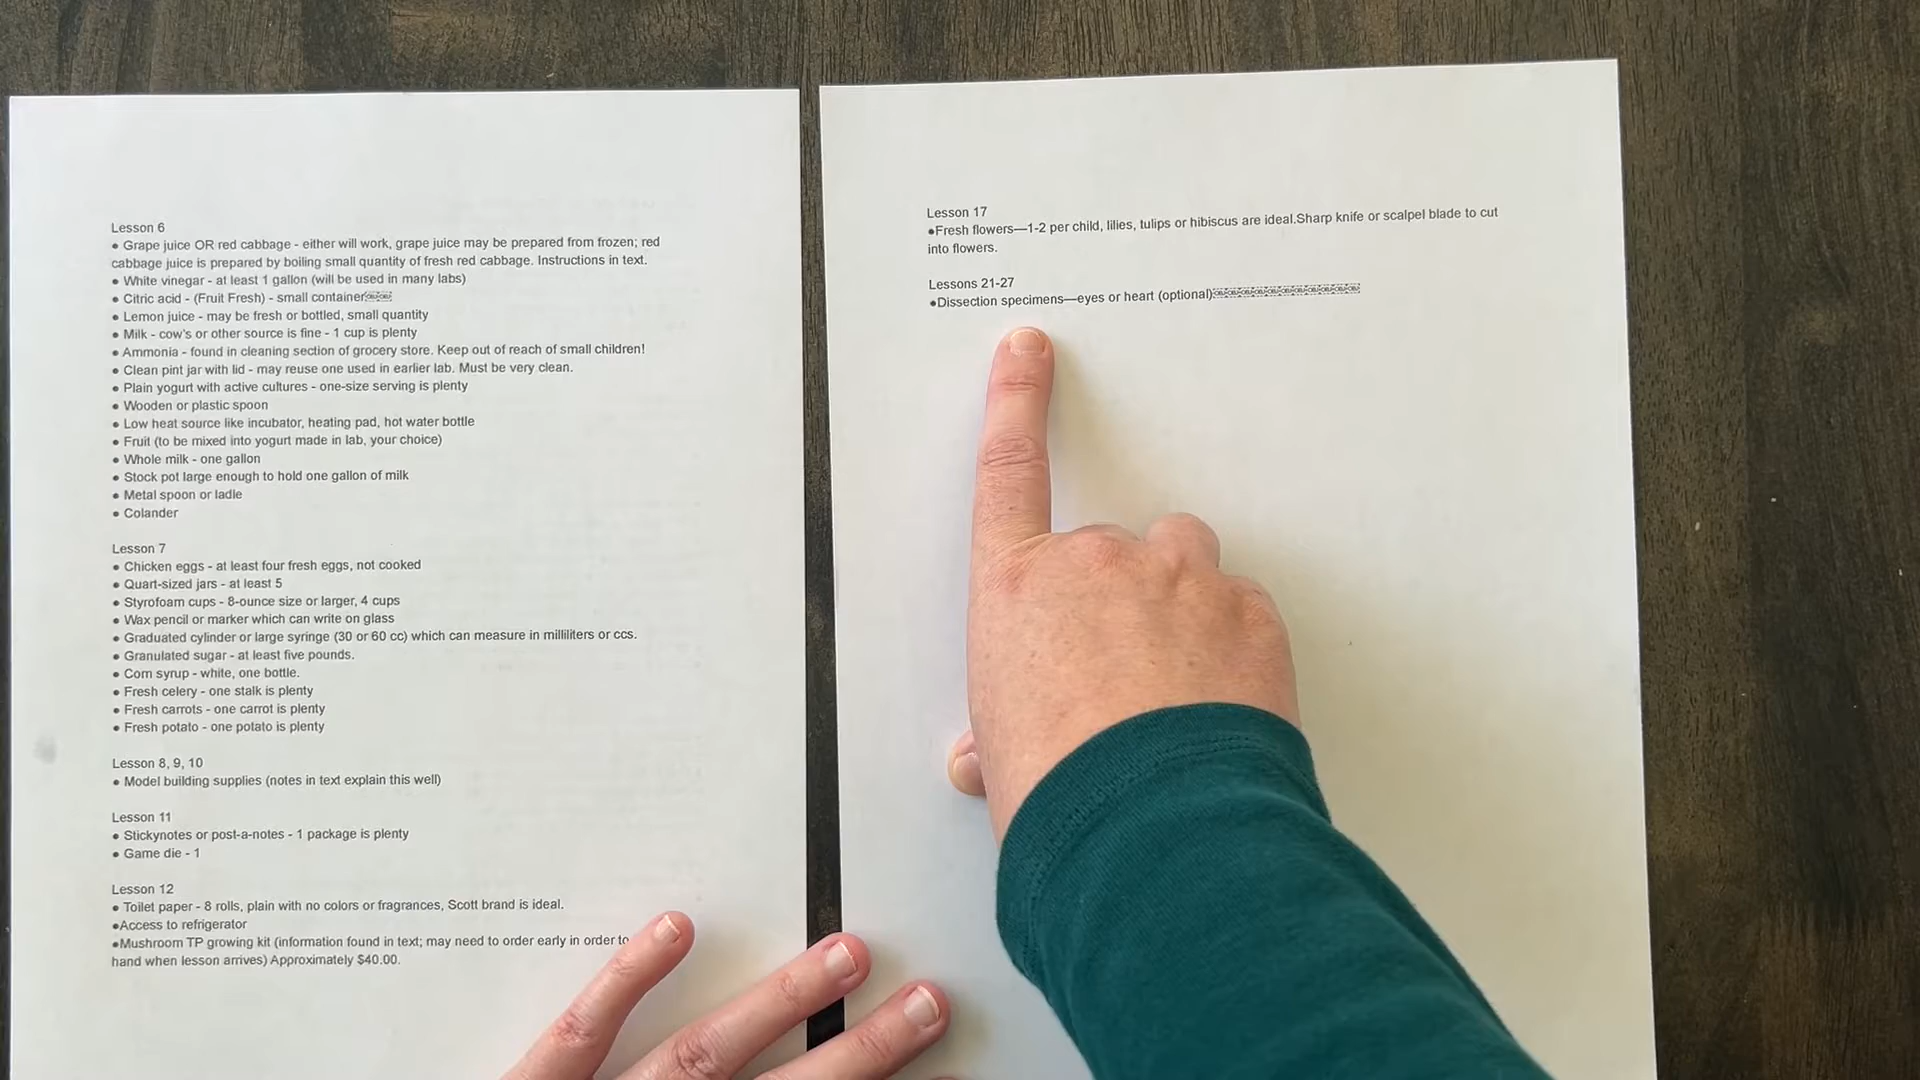 Lesson 6
• Grape juice OR red cabbage - either will work, grape juice may be prepared from frozen; red
cabbage juice is prepared by boiling small quantity of fresh red cabbage. Instructions in text.
• White vinegar - at least 1 gallon (will be used in many labs)
• Citric acid - (Fruit Fresh) - small container
• Lemon juice - may be fresh or bottled, small quantity
• Milk - cow's or other source is fine - 1 cup is plenty
• Ammonia - found in cleaning section of grocery store. Keep out of reach of small children!
• Clean pint jar with lid - may reuse one used in earlier lab. Must be very clean.
• Plain yogurt with active cultures - one-size serving is plenty
• Wooden or plastic spoon
• Low heat source like incubator, heating pad, hot water bottle
• Fruit (to be mixed into yogurt made in lab, your choice)
• Whole milk - one gallon
• Stock pot large enough to hold one gallon of milk
• Metal spoon or ladle
• Colander
Lesson 7
• Chicken eggs - at least four fresh eggs, not cooked
• Quart-sized jars - at least 5
• Styrofoam cups - 8-ounce size or larger, 4 cups
• Wax pencil or marker which can write on glass
• Graduated cylinder or large syringe (30 or 60 cc) which can measure in milliliters or ccs.
• Granulated sugar - at least five pounds.
• Corn syrup - white, one bottle.
• Fresh celery - one stalk is plenty
• Fresh carrots - one carrot is plenty
• Fresh potato - one potato is plenty
Lesson 8, 9, 10
• Model building supplies (notes in text explain this well)
Lesson 11
• Stickynotes or post-a-notes - 1 package is plenty
• Game die - 1
Lesson 12
• Toilet paper - 8 rolls, plain with no colors or fragrances, Scott brand is ideal.
•Access to refrigerator
•Mushroom TP growing kit (information found in text; may need to order early in order to
hand when lesson arrives) Approximately $40.00.
Lesson 17
•Fresh flowers—1-2 per child, lilies, tulips or hibiscus are ideal.Sharp knife or scalpel blade to cut
into flowers.
Lessons 21-27
•Dissection specimens—eyes or heart (optional)